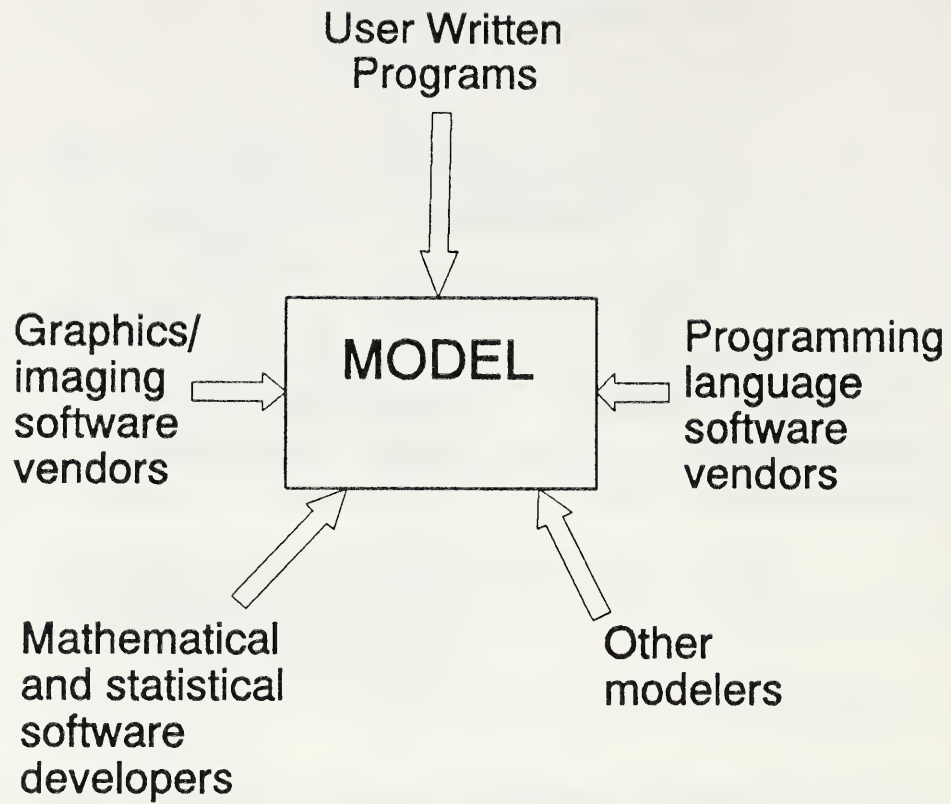 User Written
Programs
Graphics/
imaging
software
vendors
MODEL
Programming
language
software
vendors
Mathematical
and statistical
software
developers
Other
modelers